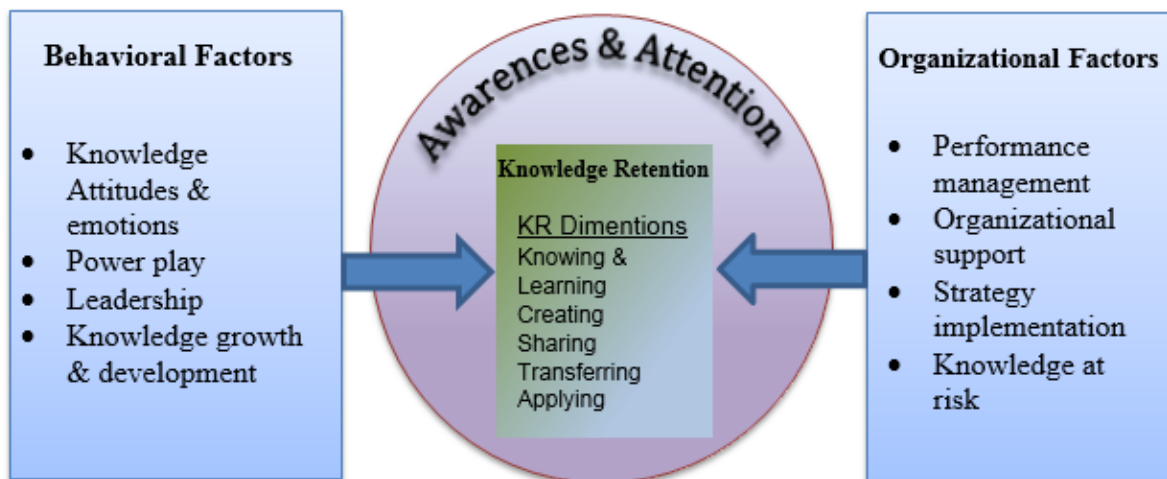 Behavioral Factors
• Knowledge
Attitudes &
emotions
• Power play
• Leadership
• Knowledge growth
& development
Awarences & Attention
Knowledge Retention
KR Dimentions
Knowing &
Learning
Creating
Sharing
Transferring
Applying
Organizational Factors
• Performance
management
• Organizational
support
• Strategy
implementation
• Knowledge at
risk